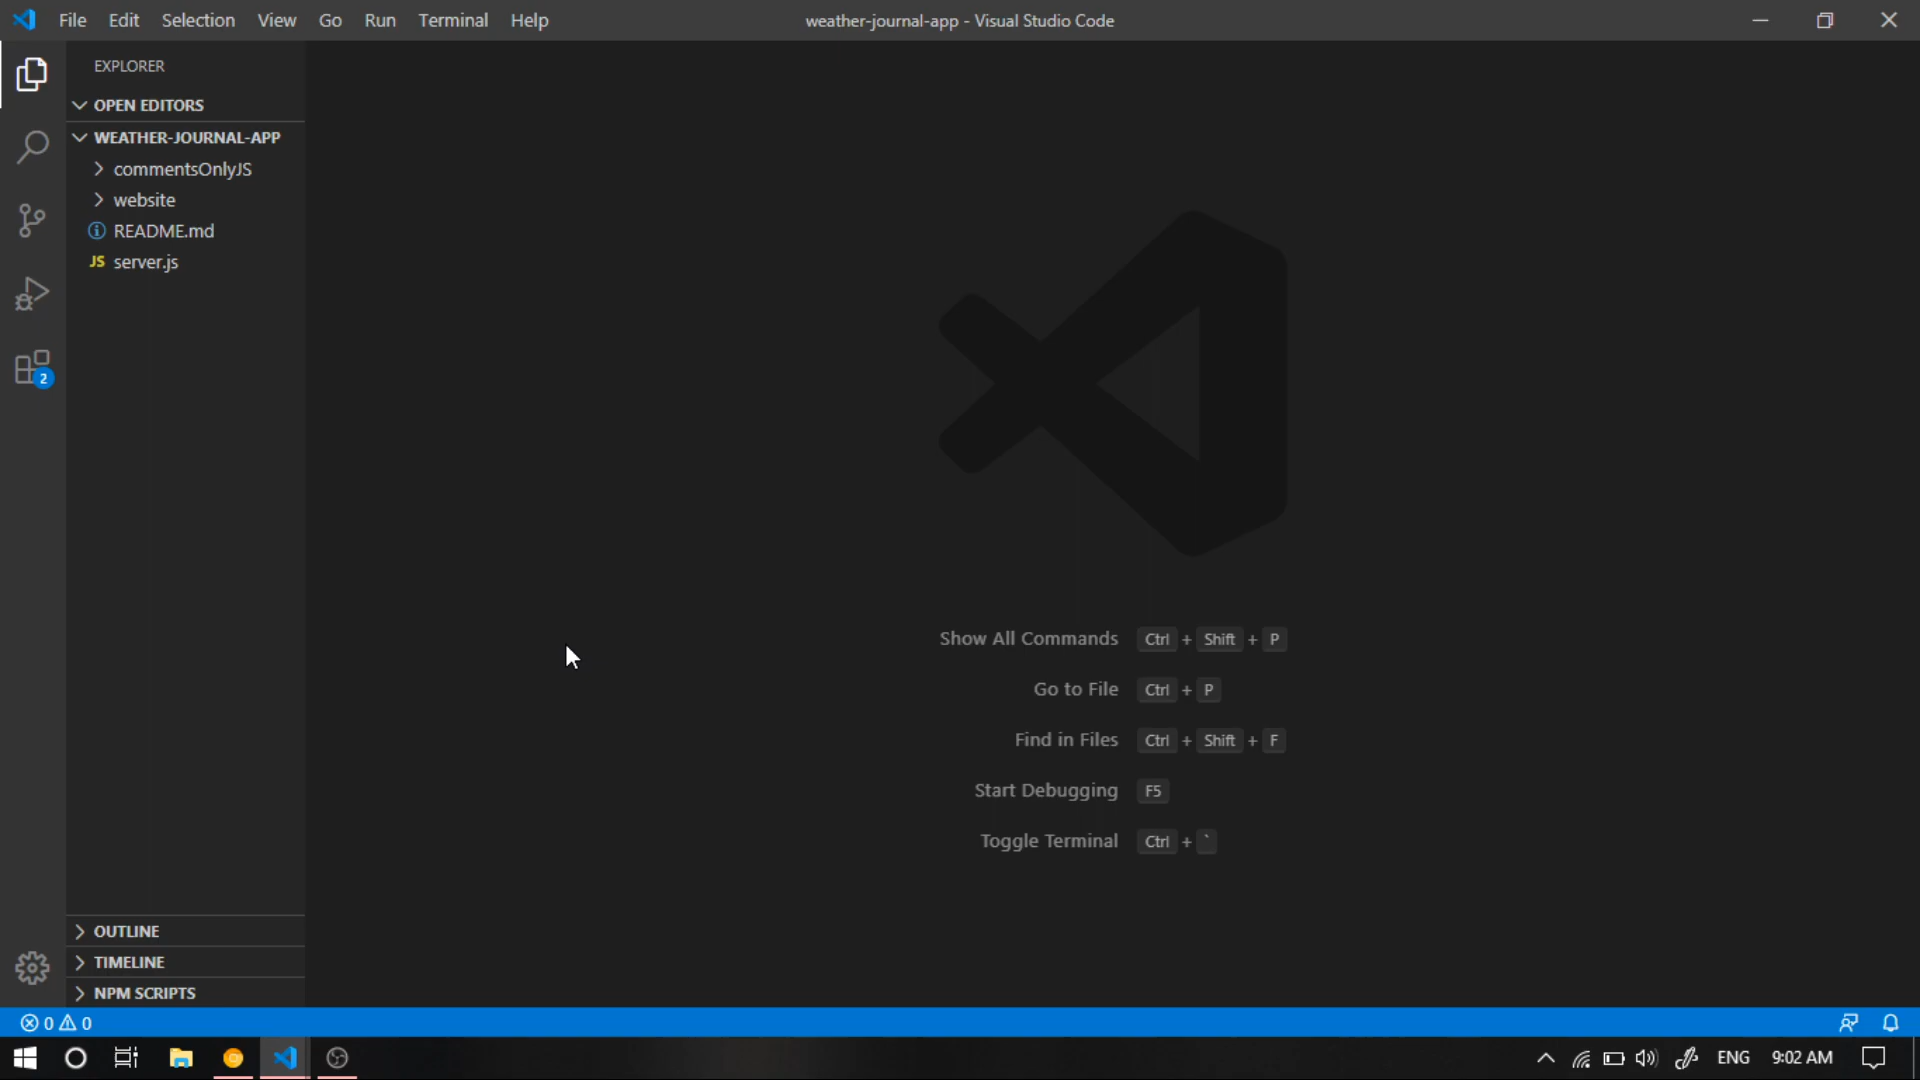 File Edit Selection View Go Run Terminal Help
weather-journal-app - Visual Studio Code
EXPLORER
OPEN EDITORS
WEATHER-JOURNAL-APP
commentsOnlyJS
website
README.md
JS server.js
2
Show All Commands Ctrl + Shift + P
Go to File Ctrl + P
Find in Files Ctrl + Shift + F
Start Debugging F5
Toggle Terminal Ctrl + `
OUTLINE
TIMELINE
NPM SCRIPTS
0 0
ENG 9:02 AM